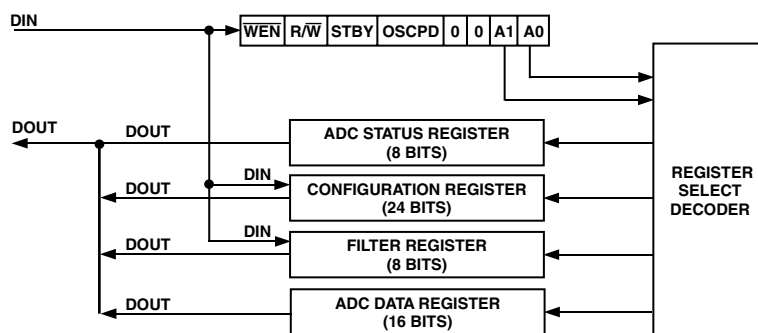 DIN
W̅E̅N̅ R/W̅ STBY OSCPD 0 0 A1 A0
DOUT
DOUT
ADC STATUS REGISTER
(8 BITS)
DIN
DOUT
CONFIGURATION REGISTER
(24 BITS)
DIN
DOUT
FILTER REGISTER
(8 BITS)
DOUT
ADC DATA REGISTER
(16 BITS)
REGISTER
SELECT
DECODER